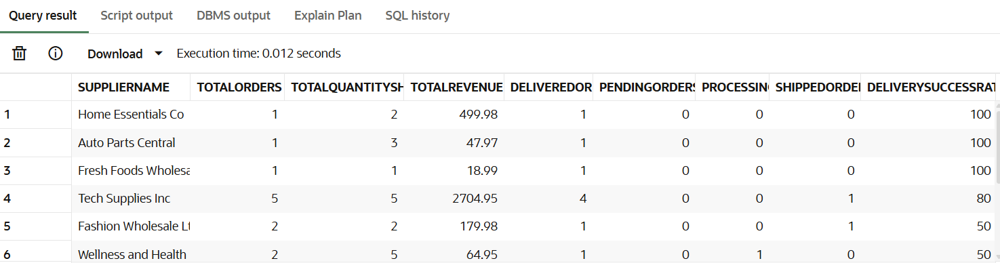 Query result Script output DBMS output Explain Plan SQL history
Download Execution time: 0.012 seconds
SUPPLIERNAME TOTALORDERS TOTALQUANTITYSH TOTALREVENUE DELIVEREDOR PENDINGORDERS PROCESSING SHIPPEDORDE DELIVERYSUCCESSRAT
1 Home Essentials Co 1 2 499.98 1 0 0 0 100
2 Auto Parts Central 1 3 47.97 1 0 0 0 100
3 Fresh Foods Wholesa 1 1 18.99 1 0 0 0 100
4 Tech Supplies Inc 5 5 2704.95 4 0 0 1 80
5 Fashion Wholesale Lt 2 2 179.98 1 0 0 1 50
6 Wellness and Health 2 5 64.95 1 0 1 0 50